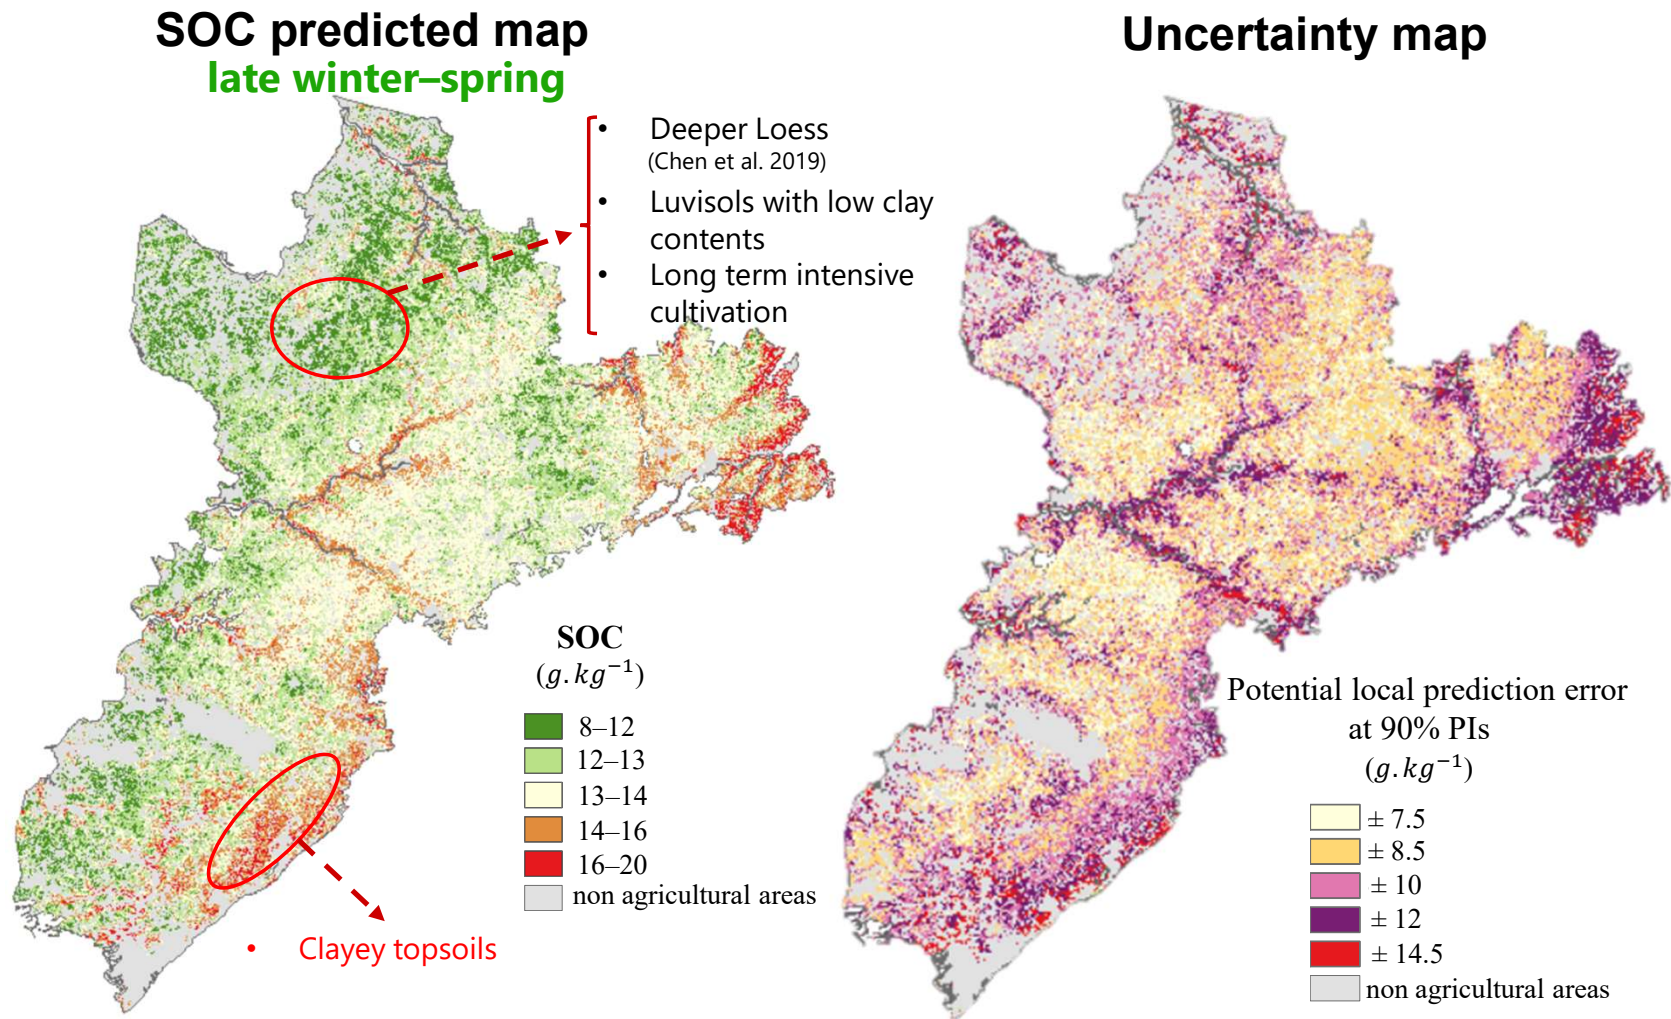 SOC predicted map
late winter–spring
• Deeper Loess
(Chen et al. 2019)
• Luvisols with low clay
contents
• Long term intensive
cultivation
SOC
(g.kg⁻¹)
8–12
12–13
13–14
14–16
16–20
non agricultural areas
• Clayey topsoils
Uncertainty map
Potential local prediction error
at 90% PIs
(g.kg⁻¹)
± 7.5
± 8.5
± 10
± 12
± 14.5
non agricultural areas